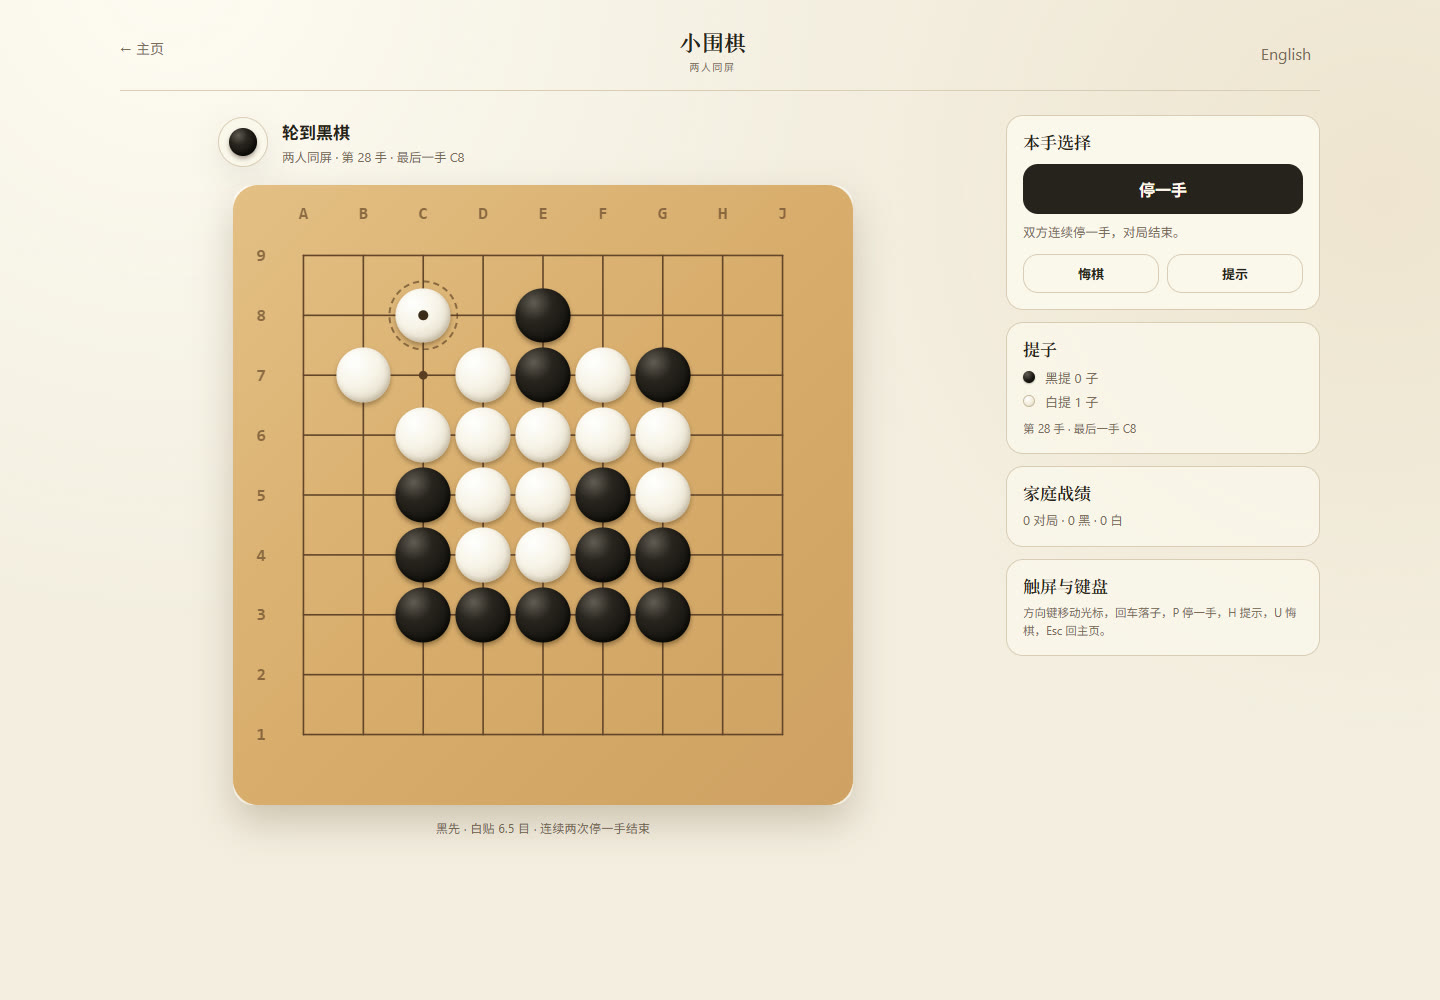 ← 主页
小围棋
两人同屏
English
轮到黑棋
两人同屏 · 第 28 手 · 最后一手 C8
A B C D E F G H J
9
8
7
6
5
4
3
2
1
黑先 · 白贴 6.5 目 · 连续两次停一手结束
本手选择
停一手
双方连续停一手，对局结束。
悔棋 提示
提子
黑提 0 子
白提 1 子
第 28 手 · 最后一手 C8
家庭战绩
0 对局 · 0 黑 · 0 白
触屏与键盘
方向键移动光标，回车落子，P 停一手，H 提示，U 悔
棋，Esc 回主页。